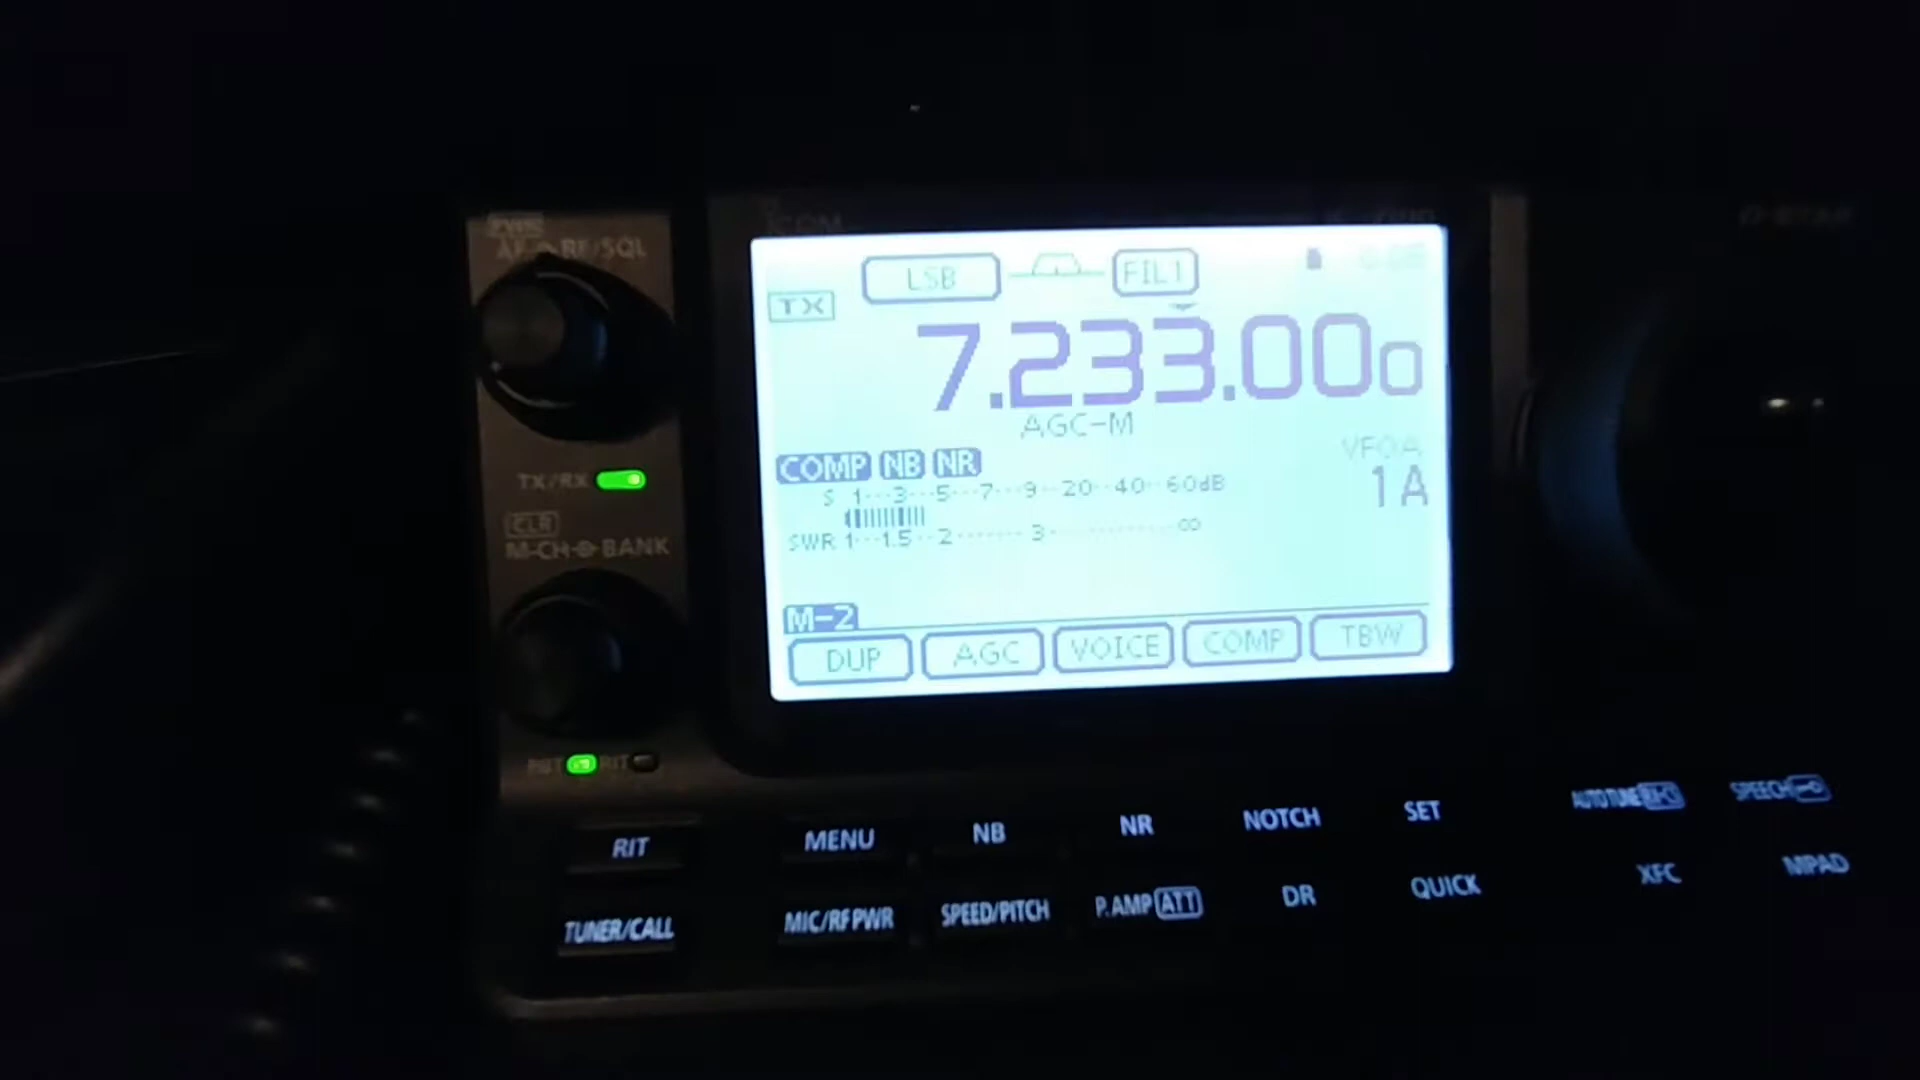 ICOM
AF RF/SQL
LSB FIL1
TX
7.233.000
AGC-M
VFO A
COMP NB NR
1A
S 1 3 5 7 9 20 40 60dB
TX/RX
SWR 1 1.5 2 3 ∞
CLR
M-CH BANK
M-2
DUP AGC VOICE COMP TBW
PBT RIT
RIT MENU NB NR NOTCH SET AUTOTUNE SPEECH
TUNER/CALL MIC/RF PWR SPEED/PITCH P.AMP ATT DR QUICK XFC MPAD